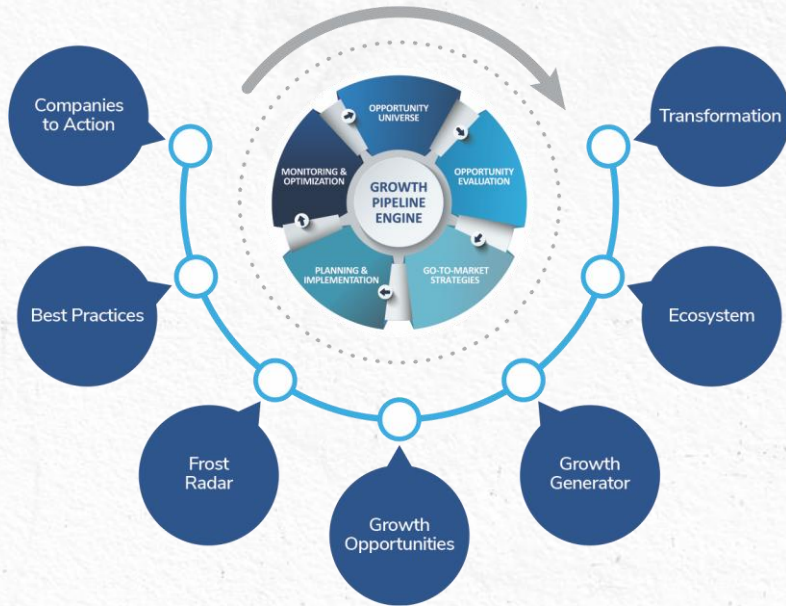 Companies
to Action
Transformation
OPPORTUNITY
UNIVERSE
MONITORING &
OPTIMIZATION
OPPORTUNITY
EVALUATION
GROWTH
PIPELINE
ENGINE
PLANNING &
IMPLEMENTATION
GO-TO-MARKET
STRATEGIES
Best Practices
Ecosystem
Frost
Radar
Growth
Generator
Growth
Opportunities